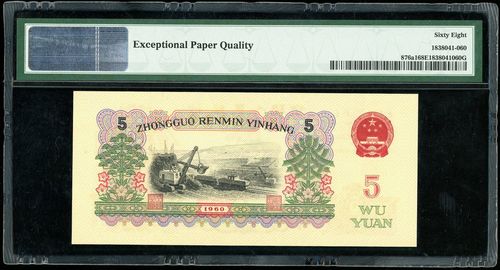 Exceptional Paper Quality
Sixty Eight
1838041-060
876a168E1838041060G
5
5
ZHONGGUO RENMIN YINHANG
1960
5
WU
YUAN